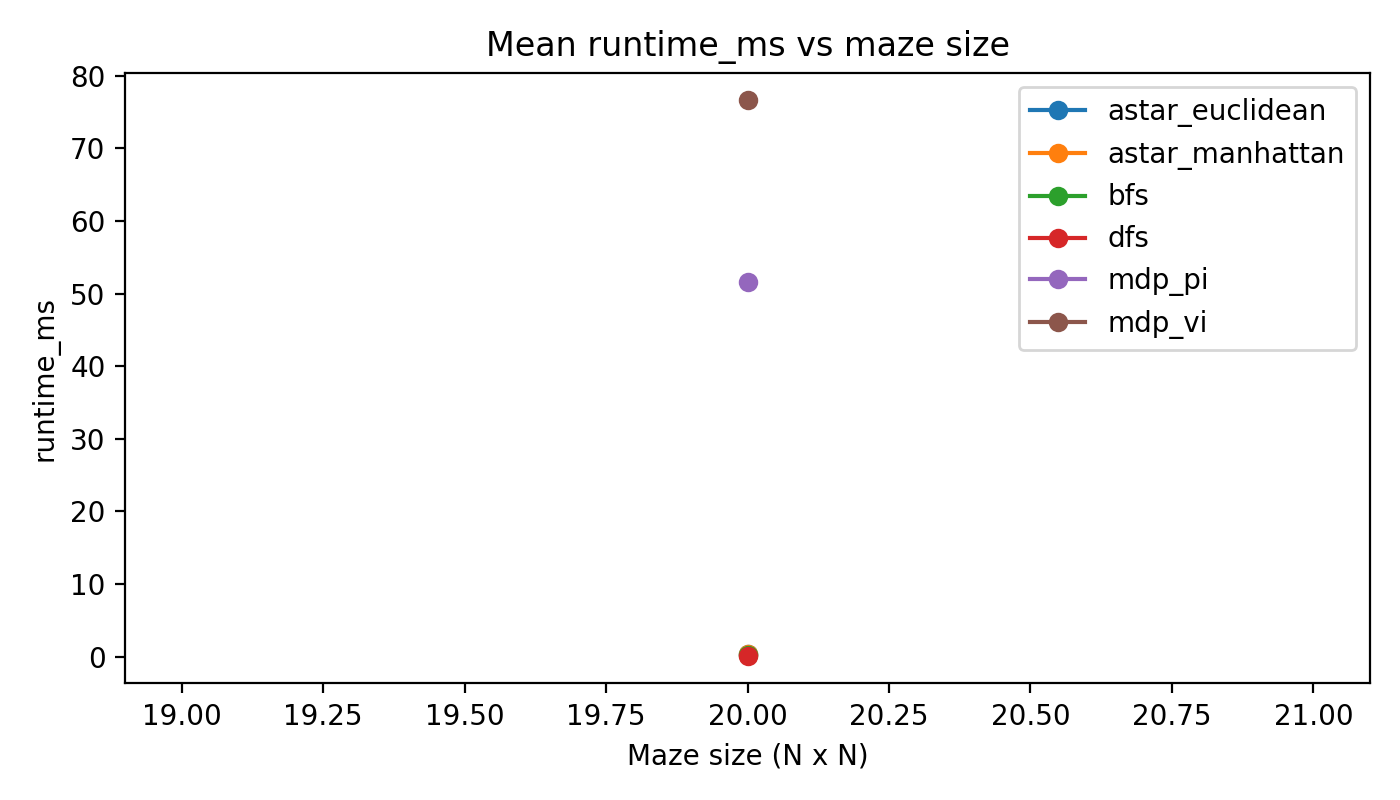 Mean runtime_ms vs maze size
80
70
60
50
40
30
20
10
0
runtime_ms
astar_euclidean
astar_manhattan
bfs
dfs
mdp_pi
mdp_vi
19.00 19.25 19.50 19.75 20.00 20.25 20.50 20.75 21.00
Maze size (N x N)